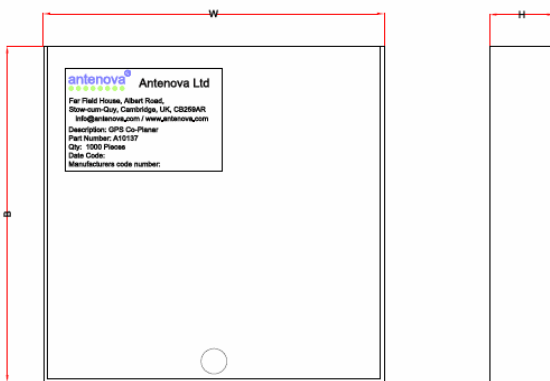 W
H
B
antenova®
Antenova Ltd
Far Field House, Albert Road,
Stow-cum-Quy, Cambridge, UK, CB259AR
info@antenova.com / www.antenova.com
Description: GPS Co-Planar
Part Number: A10137
Qty: 1000 Pieces
Date Code:
Manufacturers code number: